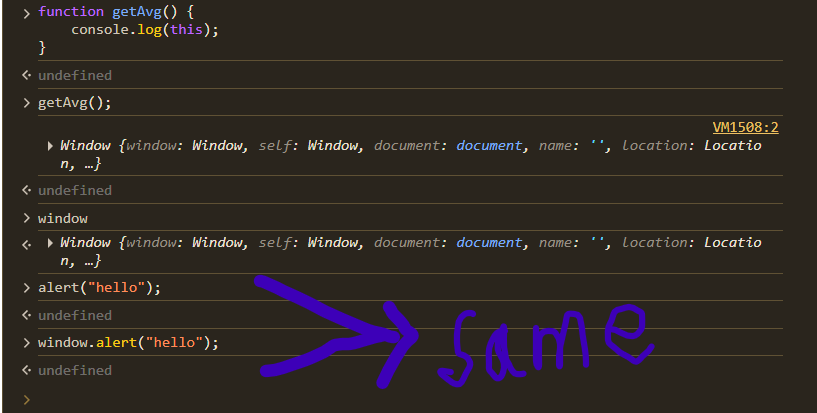 function getAvg() {
console.log(this);
}
undefined
getAvg();
VM1508:2
Window {window: Window, self: Window, document: document, name: '', location: Locatio
n, …}
undefined
window
Window {window: Window, self: Window, document: document, name: '', location: Locatio
n, …}
alert("hello");
undefined
same
window.alert("hello");
undefined